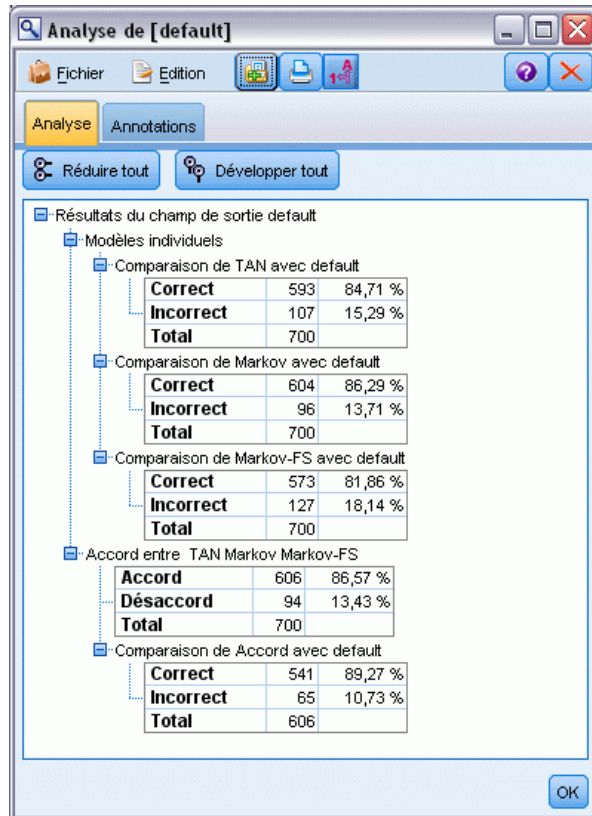 Analyse de [default]
Fichier Edition
Analyse Annotations
Réduire tout Développer tout
Résultats du champ de sortie default
Modèles individuels
Comparaison de TAN avec default
Correct 593 84,71 %
Incorrect 107 15,29 %
Total 700
Comparaison de Markov avec default
Correct 604 86,29 %
Incorrect 96 13,71 %
Total 700
Comparaison de Markov-FS avec default
Correct 573 81,86 %
Incorrect 127 18,14 %
Total 700
Accord entre TAN Markov Markov-FS
Accord 606 86,57 %
Désaccord 94 13,43 %
Total 700
Comparaison de Accord avec default
Correct 541 89,27 %
Incorrect 65 10,73 %
Total 606
OK